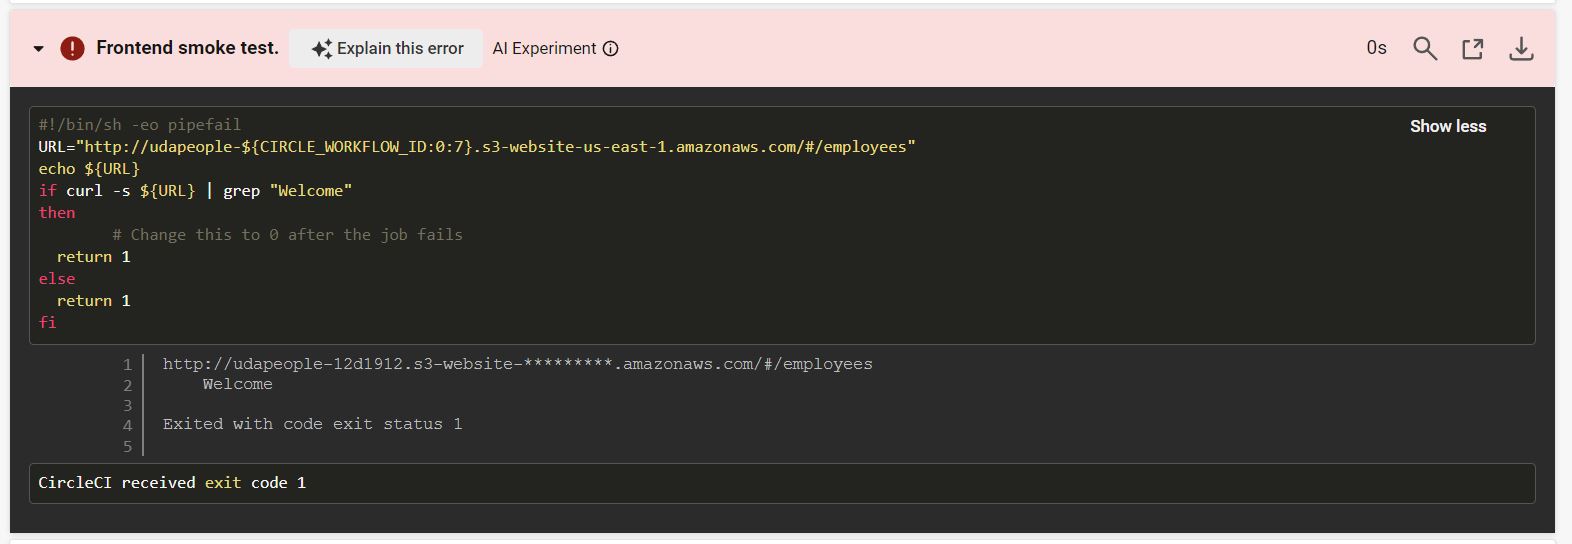 Frontend smoke test. Explain this error AI Experiment 0s
#!/bin/sh -eo pipefail
Show less
URL="http://udapeople-${CIRCLE_WORKFLOW_ID:0:7}.s3-website-us-east-1.amazonaws.com/#/employees"
echo ${URL}
if curl -s ${URL} | grep "Welcome"
then
# Change this to 0 after the job fails
return 1
else
return 1
fi
1 http://udapeople-12d1912.s3-website-*********.amazonaws.com/#/employees
2 Welcome
3
4 Exited with code exit status 1
5
CircleCI received exit code 1